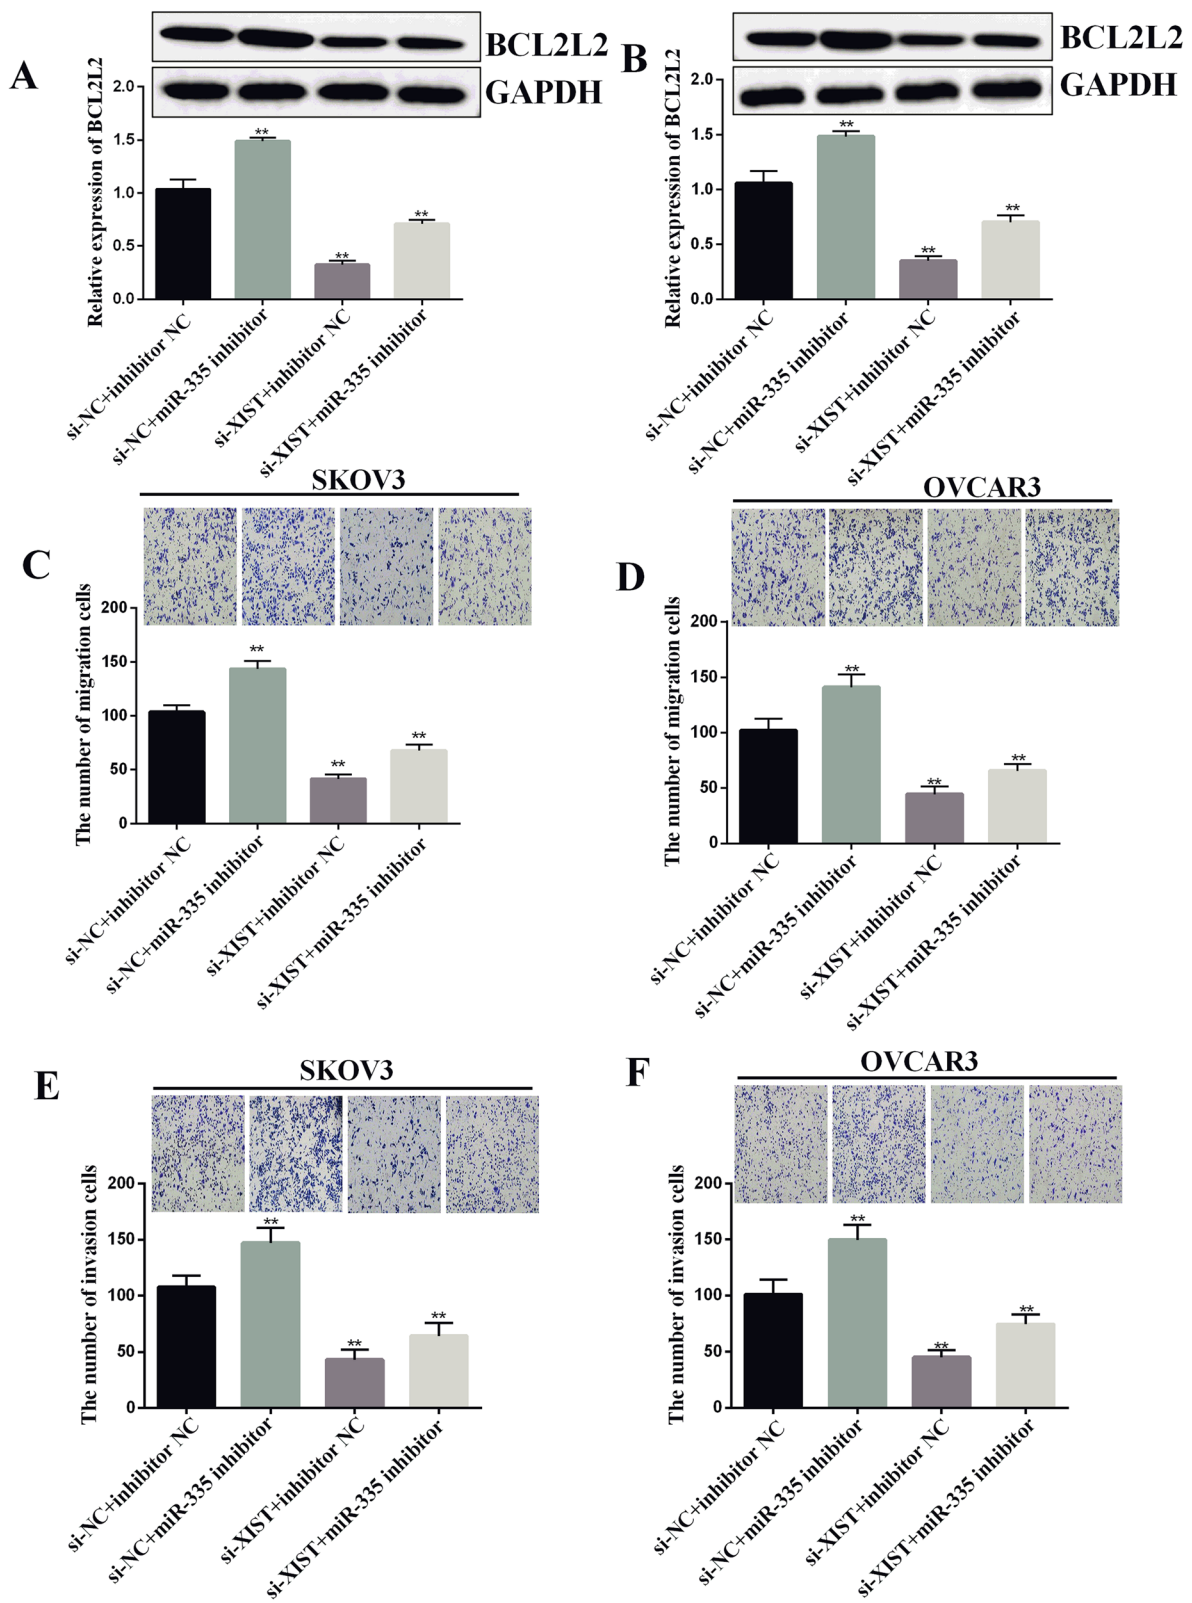 A
BCL2L2
GAPDH
Relative expression of BCL2L2
2.0
1.5
1.0
0.5
0.0
**
**
**
si-NC+inhibitor NC
si-NC+miR-335 inhibitor
si-XIST+inhibitor NC
si-XIST+miR-335 inhibitor
B
BCL2L2
GAPDH
Relative expression of BCL2L2
2.0
1.5
1.0
0.5
0.0
**
**
**
si-NC+inhibitor NC
si-NC+miR-335 inhibitor
si-XIST+inhibitor NC
si-XIST+miR-335 inhibitor
C
SKOV3
The number of migration cells
200
150
100
50
0
**
**
**
si-NC+inhibitor NC
si-NC+miR-335 inhibitor
si-XIST+inhibitor NC
si-XIST+miR-335 inhibitor
D
OVCAR3
The number of migration cells
200
150
100
50
0
**
**
**
si-NC+inhibitor NC
si-NC+miR-335 inhibitor
si-XIST+inhibitor NC
si-XIST+miR-335 inhibitor
E
SKOV3
The number of invasion cells
200
150
100
50
0
**
**
**
si-NC+inhibitor NC
si-NC+miR-335 inhibitor
si-XIST+inhibitor NC
si-XIST+miR-335 inhibitor
F
OVCAR3
The number of invasion cells
200
150
100
50
0
**
**
**
si-NC+inhibitor NC
si-NC+miR-335 inhibitor
si-XIST+inhibitor NC
si-XIST+miR-335 inhibitor